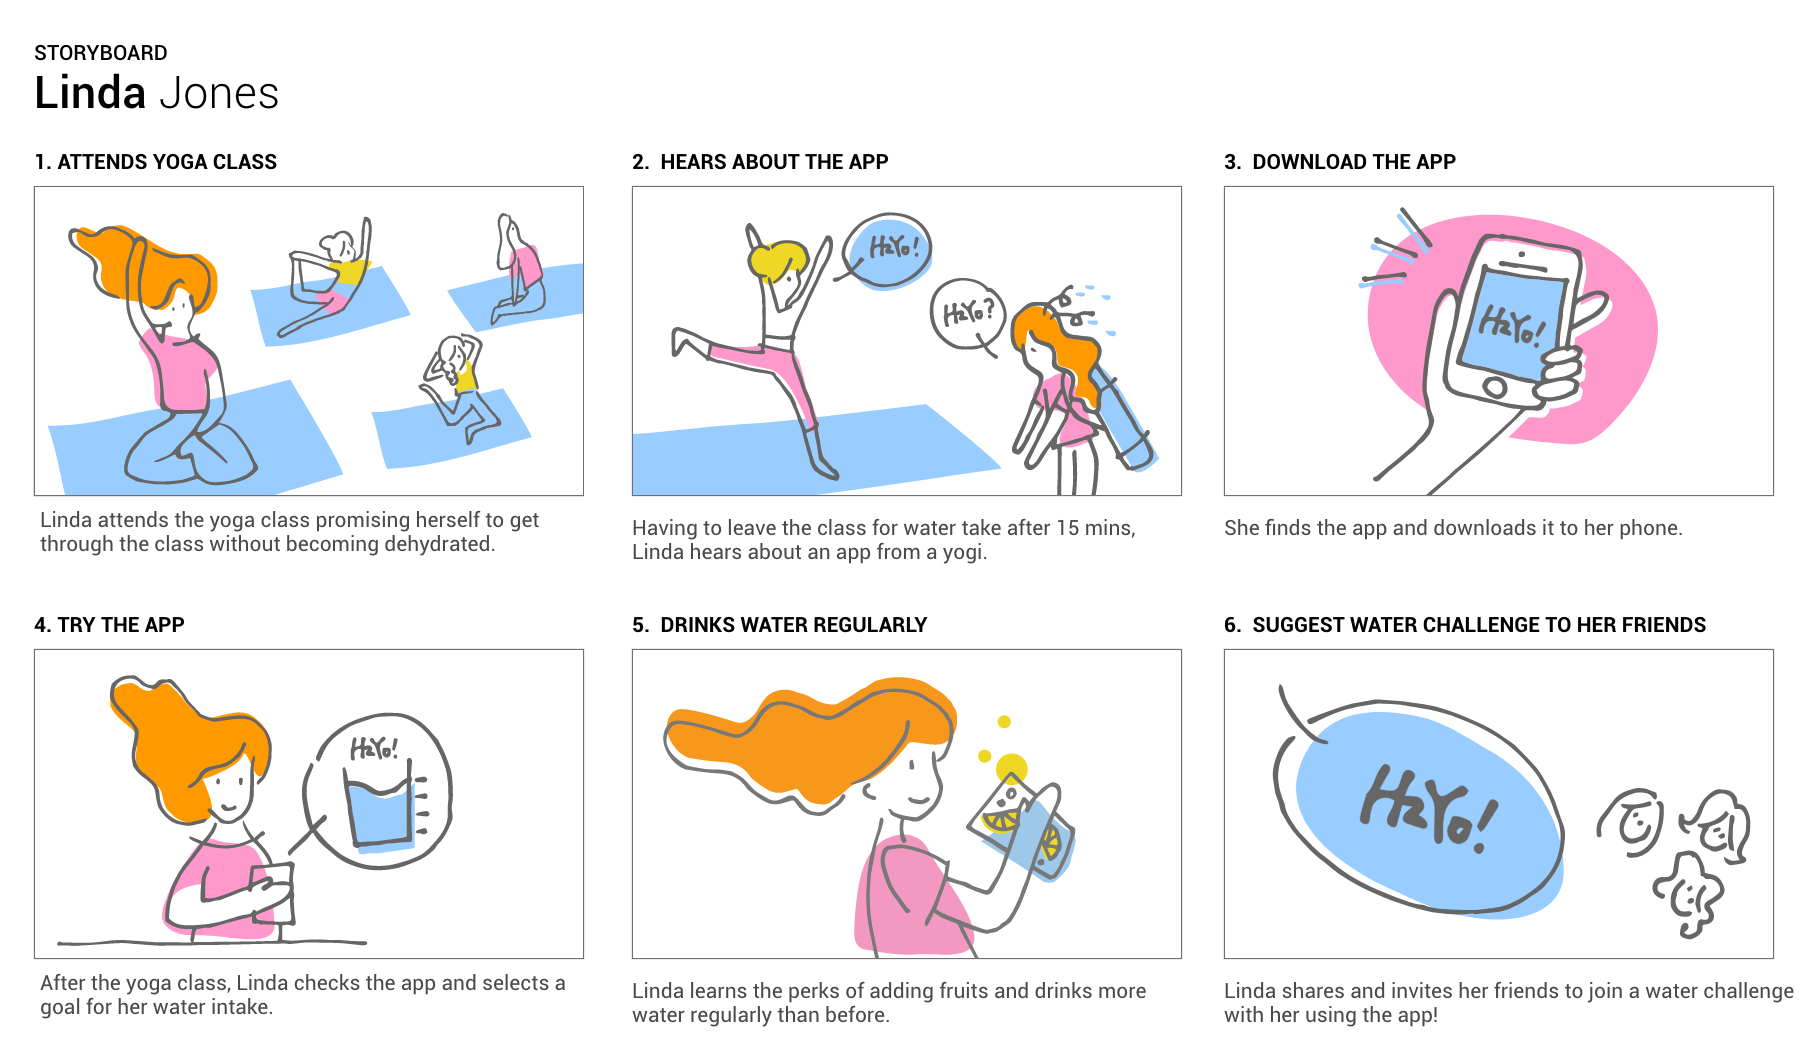 STORYBOARD
Linda Jones
1. ATTENDS YOGA CLASS
Linda attends the yoga class promising herself to get
through the class without becoming dehydrated.
2. HEARS ABOUT THE APP
H2Yo!
H2Yo?
Having to leave the class for water take after 15 mins,
Linda hears about an app from a yogi.
3. DOWNLOAD THE APP
H2Yo!
She finds the app and downloads it to her phone.
4. TRY THE APP
H2Yo!
After the yoga class, Linda checks the app and selects a
goal for her water intake.
5. DRINKS WATER REGULARLY
Linda learns the perks of adding fruits and drinks more
water regularly than before.
6. SUGGEST WATER CHALLENGE TO HER FRIENDS
H2Yo!
Linda shares and invites her friends to join a water challenge
with her using the app!